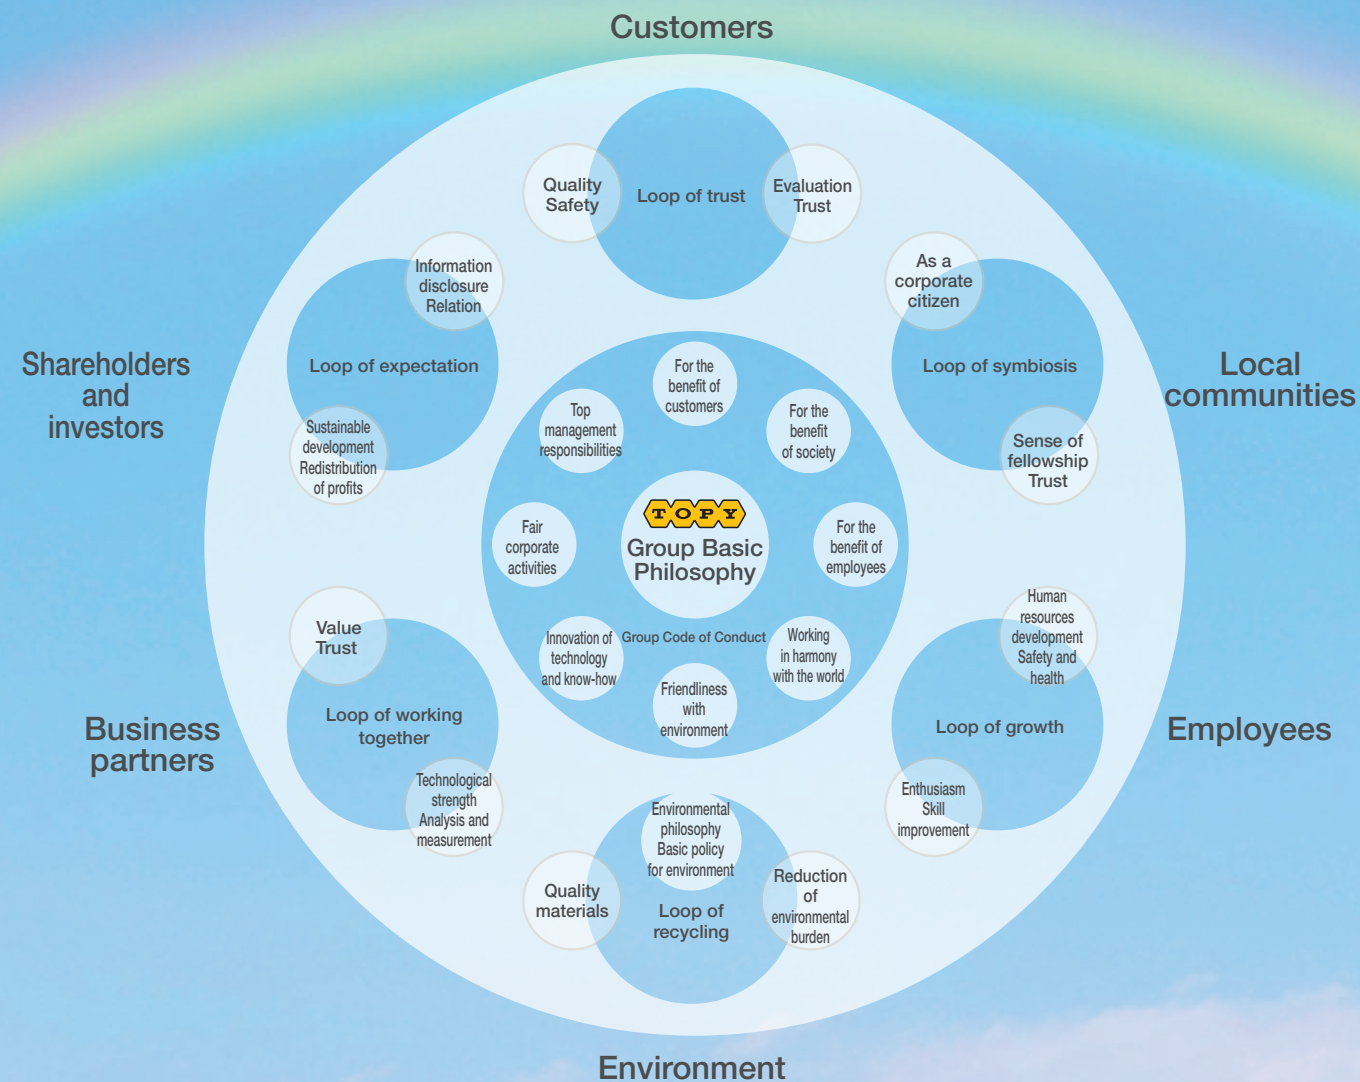 Customers
Quality
Safety
Loop of trust
Evaluation
Trust
Information
disclosure
Relation
Loop of expectation
Sustainable
development
Redistribution
of profits
Shareholders
and
investors
As a
corporate
citizen
Loop of symbiosis
Sense of
fellowship
Trust
Local
communities
For the
benefit of
customers
Top
management
responsibilities
For the
benefit
of society
Fair
corporate
activities
TOPY
Group Basic
Philosophy
For the
benefit of
employees
Innovation of
technology
and know-how
Group Code of Conduct
Working
in harmony
with the world
Friendliness
with
environment
Value
Trust
Loop of working
together
Technological
strength
Analysis and
measurement
Business
partners
Human
resources
development
Safety and
health
Loop of growth
Enthusiasm
Skill
improvement
Employees
Environmental
philosophy
Basic policy
for environment
Quality
materials
Loop of
recycling
Reduction
of
environmental
burden
Environment